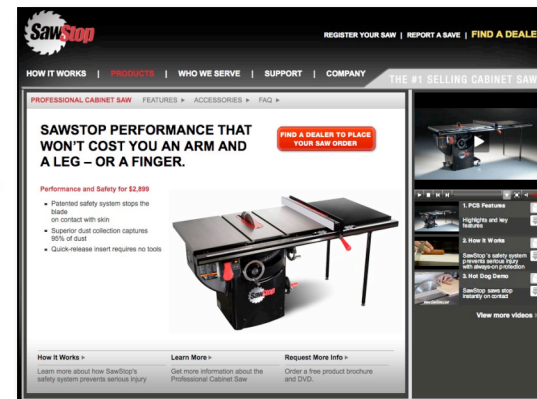 SawStop
REGISTER YOUR SAW | REPORT A SAVE | FIND A DEALE
HOW IT WORKS | PRODUCTS | WHO WE SERVE | SUPPORT | COMPANY
THE #1 SELLING CABINET SAW
PROFESSIONAL CABINET SAW FEATURES ACCESSORIES FAQ
SAWSTOP PERFORMANCE THAT
WON'T COST YOU AN ARM AND
A LEG – OR A FINGER.
FIND A DEALER TO PLACE
YOUR SAW ORDER
Performance and Safety for $2,899
Patented safety system stops the
blade
on contact with skin
Superior dust collection captures
95% of dust
Quick-release insert requires no tools
SawStop
How It Works
Learn more about how SawStop's
safety system prevents serious injury
Learn More
Get more information about the
Professional Cabinet Saw
Request More Info
Order a free product brochure
and DVD.
1. PCS Features
Highlights and key
features
2. How It Works
SawStop's safety system
prevents serious injury
with always-on protection
3. Hot Dog Demo
SawStop saws stop
instantly on contact
View more videos